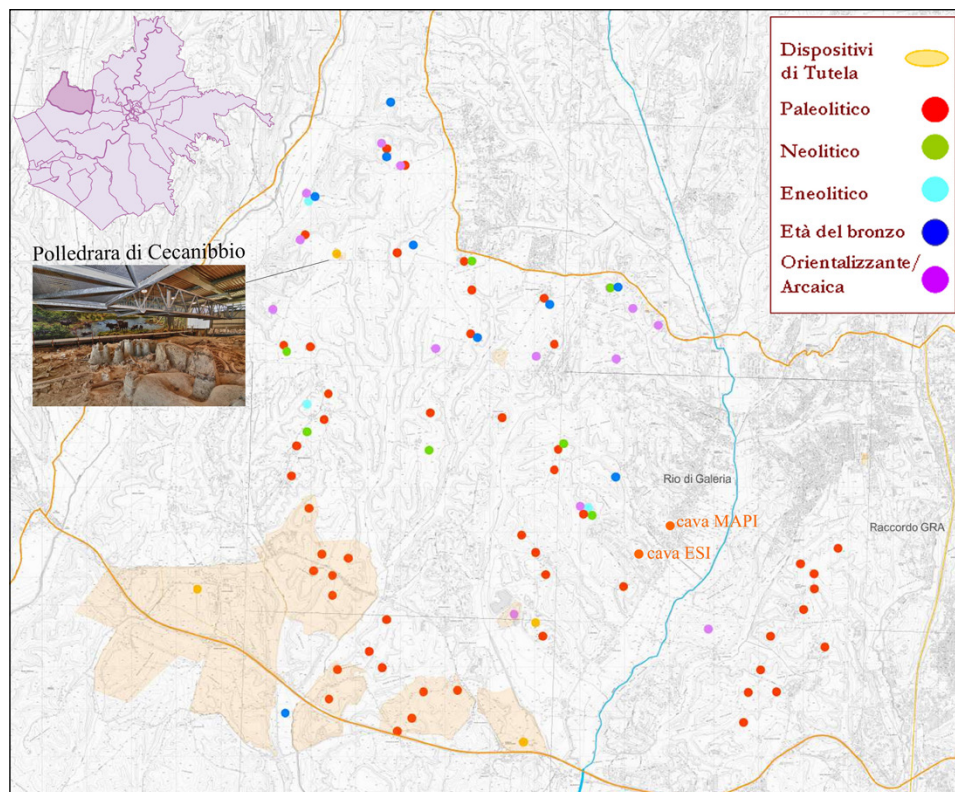 Dispositivi
di Tutela
Paleolitico
Neolitico
Eneolitico
Età del bronzo
Orientalizzante/
Arcaica
Polledrara di Cecanibbio
Rio di Galeria
cava MAPI
Raccordo GRA
cava ESI